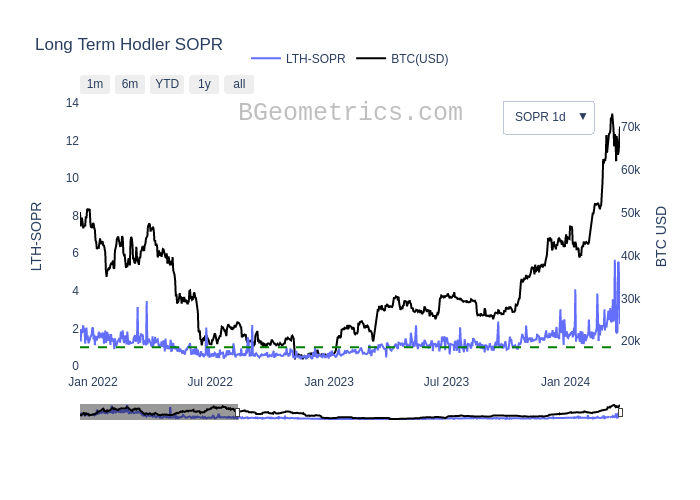 Long Term Hodler SOPR
LTH-SOPR BTC(USD)
1m 6m YTD 1y all
BGeometrics.com
SOPR 1d ▼
14
12
10
8
6
4
2
0
LTH-SOPR
70k
60k
50k
40k
30k
20k
BTC USD
Jan 2022 Jul 2022 Jan 2023 Jul 2023 Jan 2024